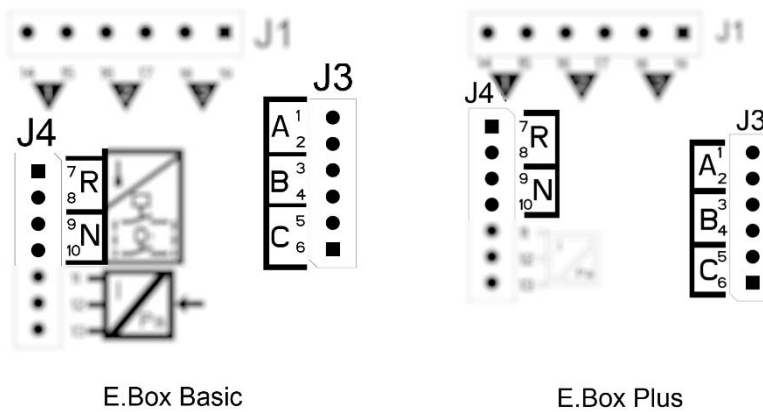 J1
J3
A 1 2
B 3 4
C 5 6
J4
7 8 R
9 10 N
E.Box Basic
J1
J4
7 8 R
9 10 N
J3
A 1 2
B 3 4
C 5 6
E.Box Plus